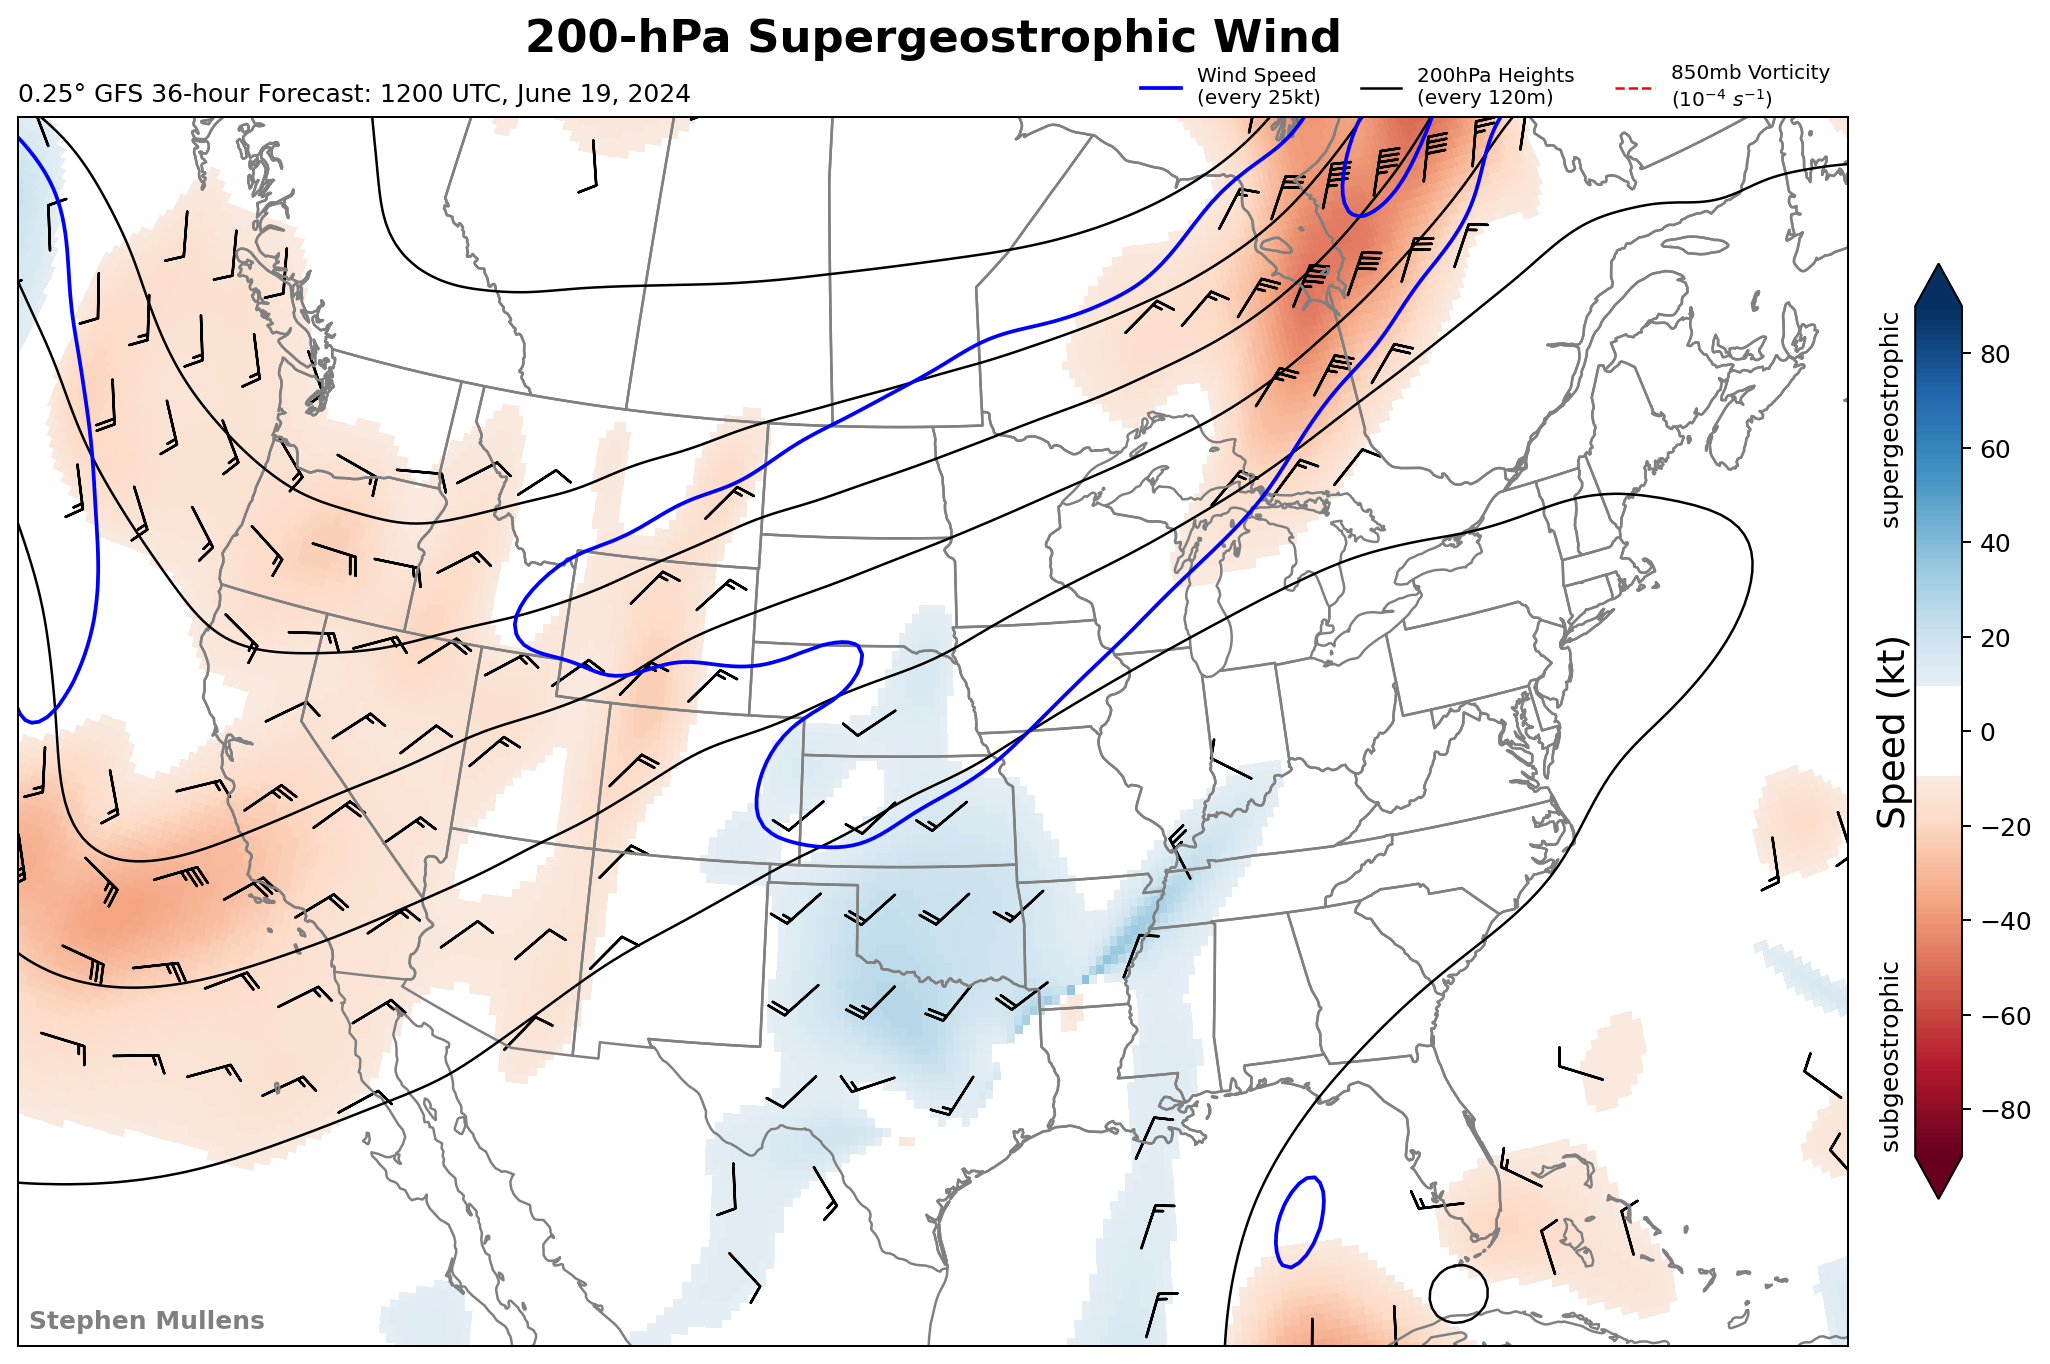 200-hPa Supergeostrophic Wind
0.25° GFS 36-hour Forecast: 1200 UTC, June 19, 2024
Wind Speed
(every 25kt)
200hPa Heights
(every 120m)
850mb Vorticity
(10⁻⁴ s⁻¹)
supergeostrophic
Speed (kt)
subgeostrophic
80
60
40
20
0
−20
−40
−60
−80
Stephen Mullens